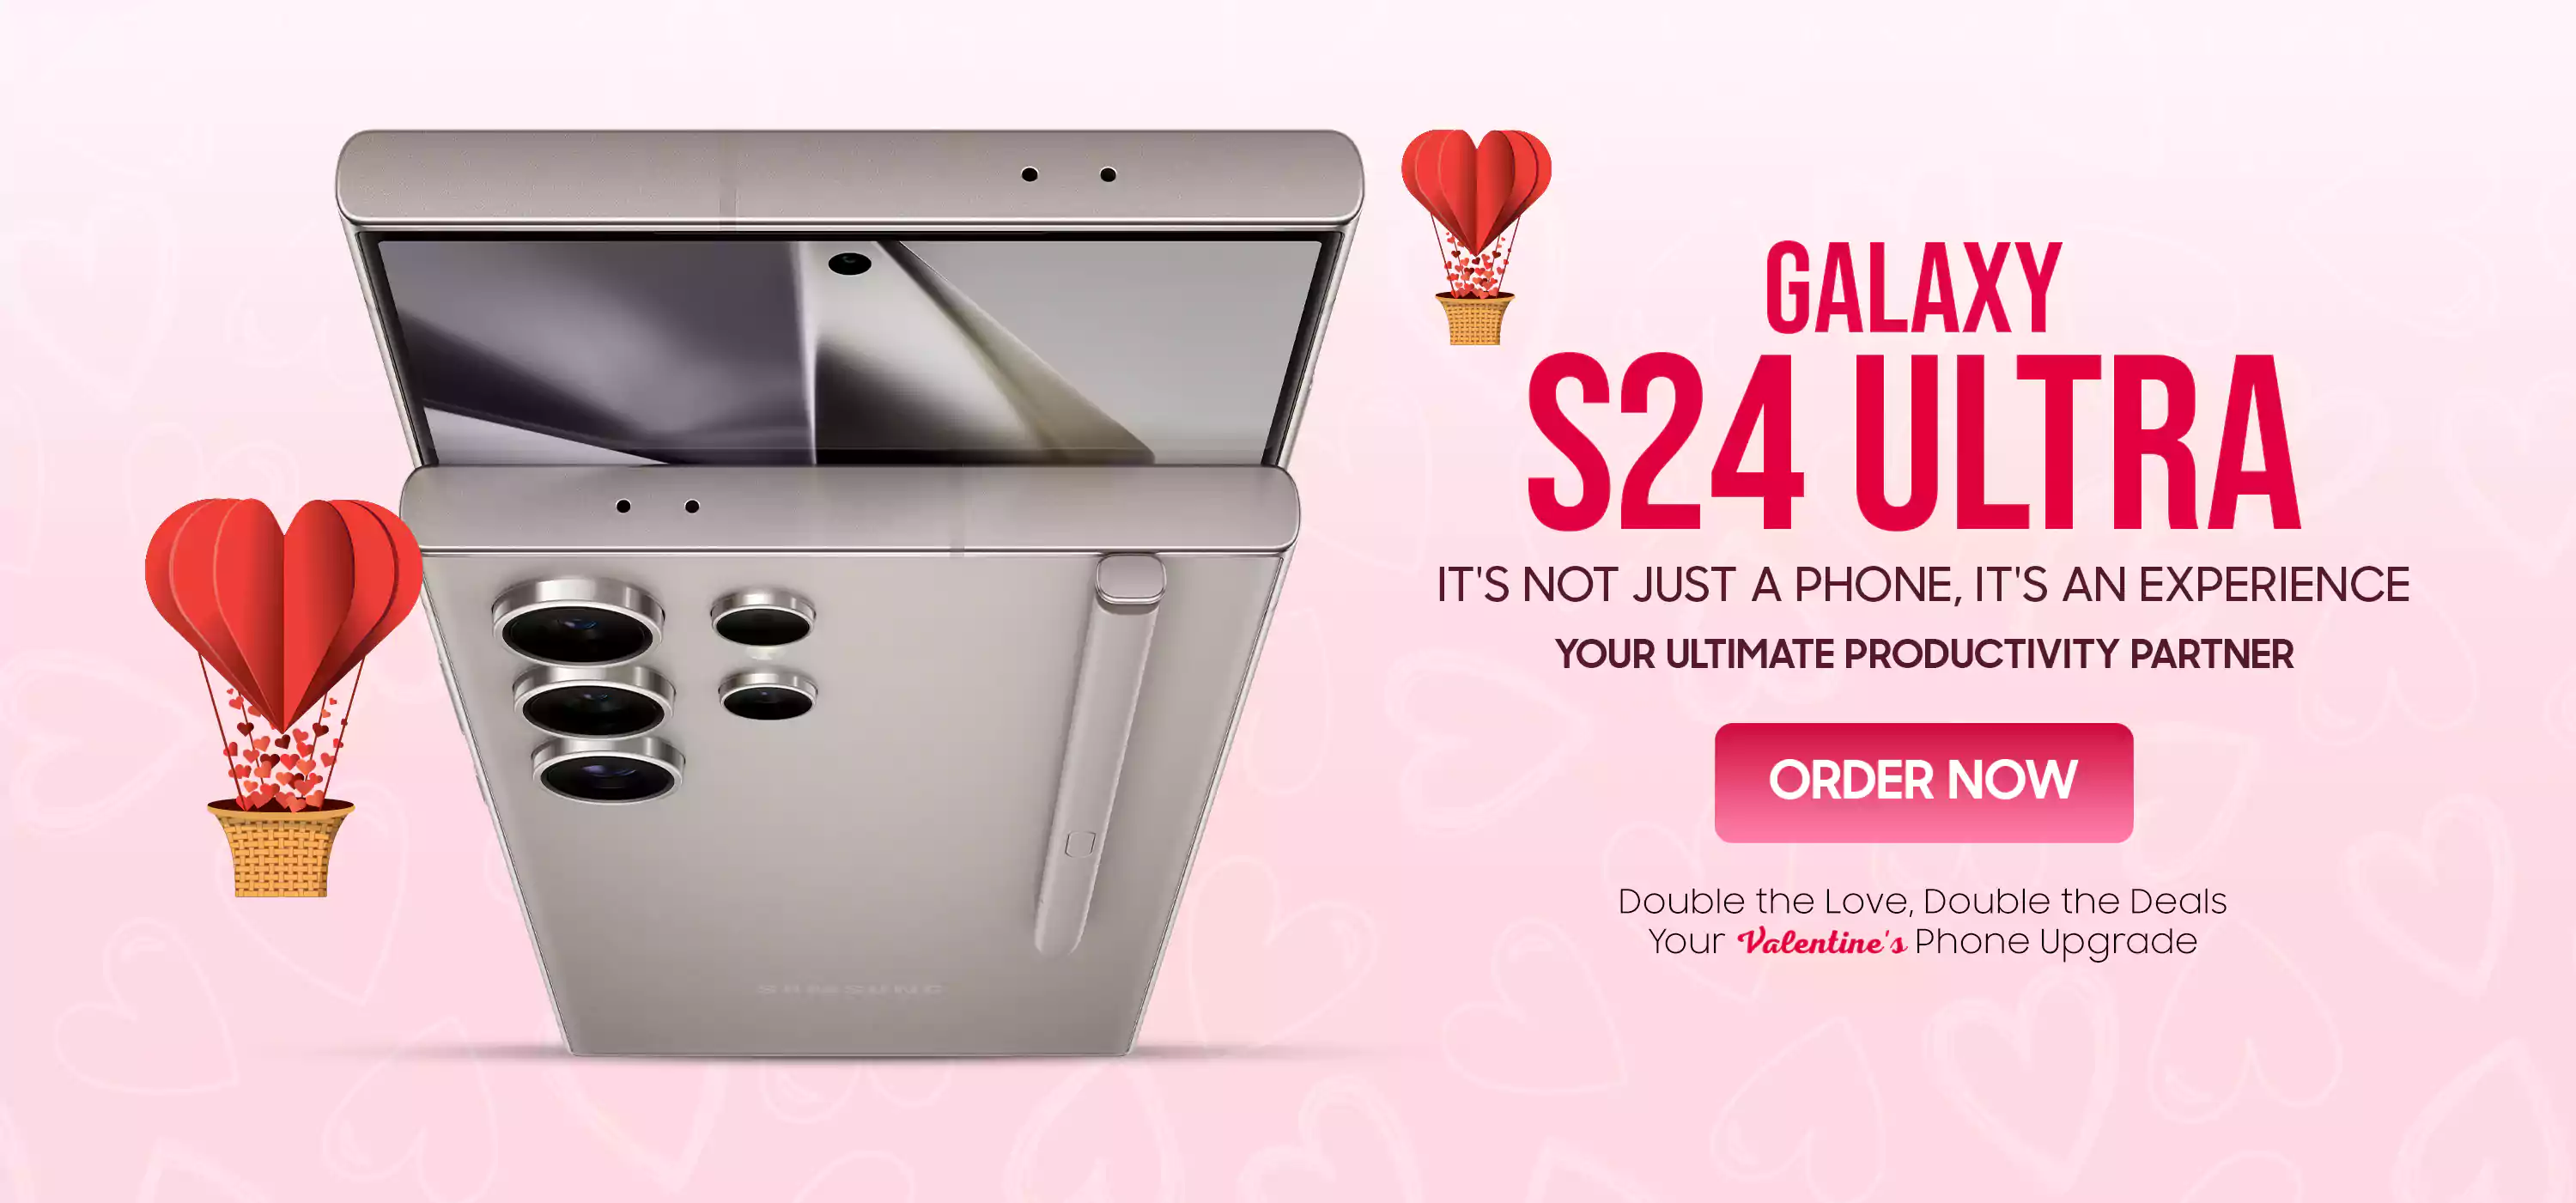 GALAXY
S24 ULTRA
IT'S NOT JUST A PHONE, IT'S AN EXPERIENCE
YOUR ULTIMATE PRODUCTIVITY PARTNER
ORDER NOW
Double the Love, Double the Deals
Your Valentine's Phone Upgrade
SAMSUNG